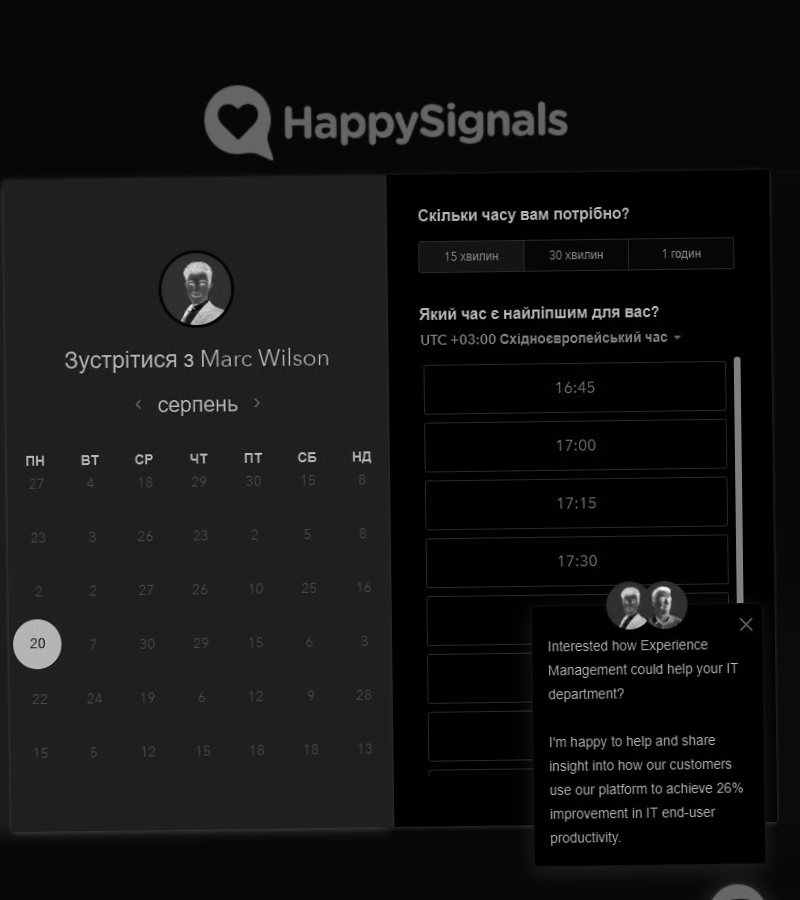 HappySignals
Зустрітися з Marc Wilson
серпень
ПН ВТ СР ЧТ ПТ СБ НД
27 4 18 29 30 15 8
23 3 26 23 2 5 8
2 2 27 26 10 25 16
20 7 30 29 15 6 3
22 24 19 6 12 9 28
15 5 12 15 18 18 13
Скільки часу вам потрібно?
15 хвилин 30 хвилин 1 годин
Який час є найліпшим для вас?
UTC +03:00 Східноєвропейський час
16:45
17:00
17:15
17:30
Interested how Experience
Management could help your IT
department?
I'm happy to help and share
insight into how our customers
use our platform to achieve 26%
improvement in IT end-user
productivity.